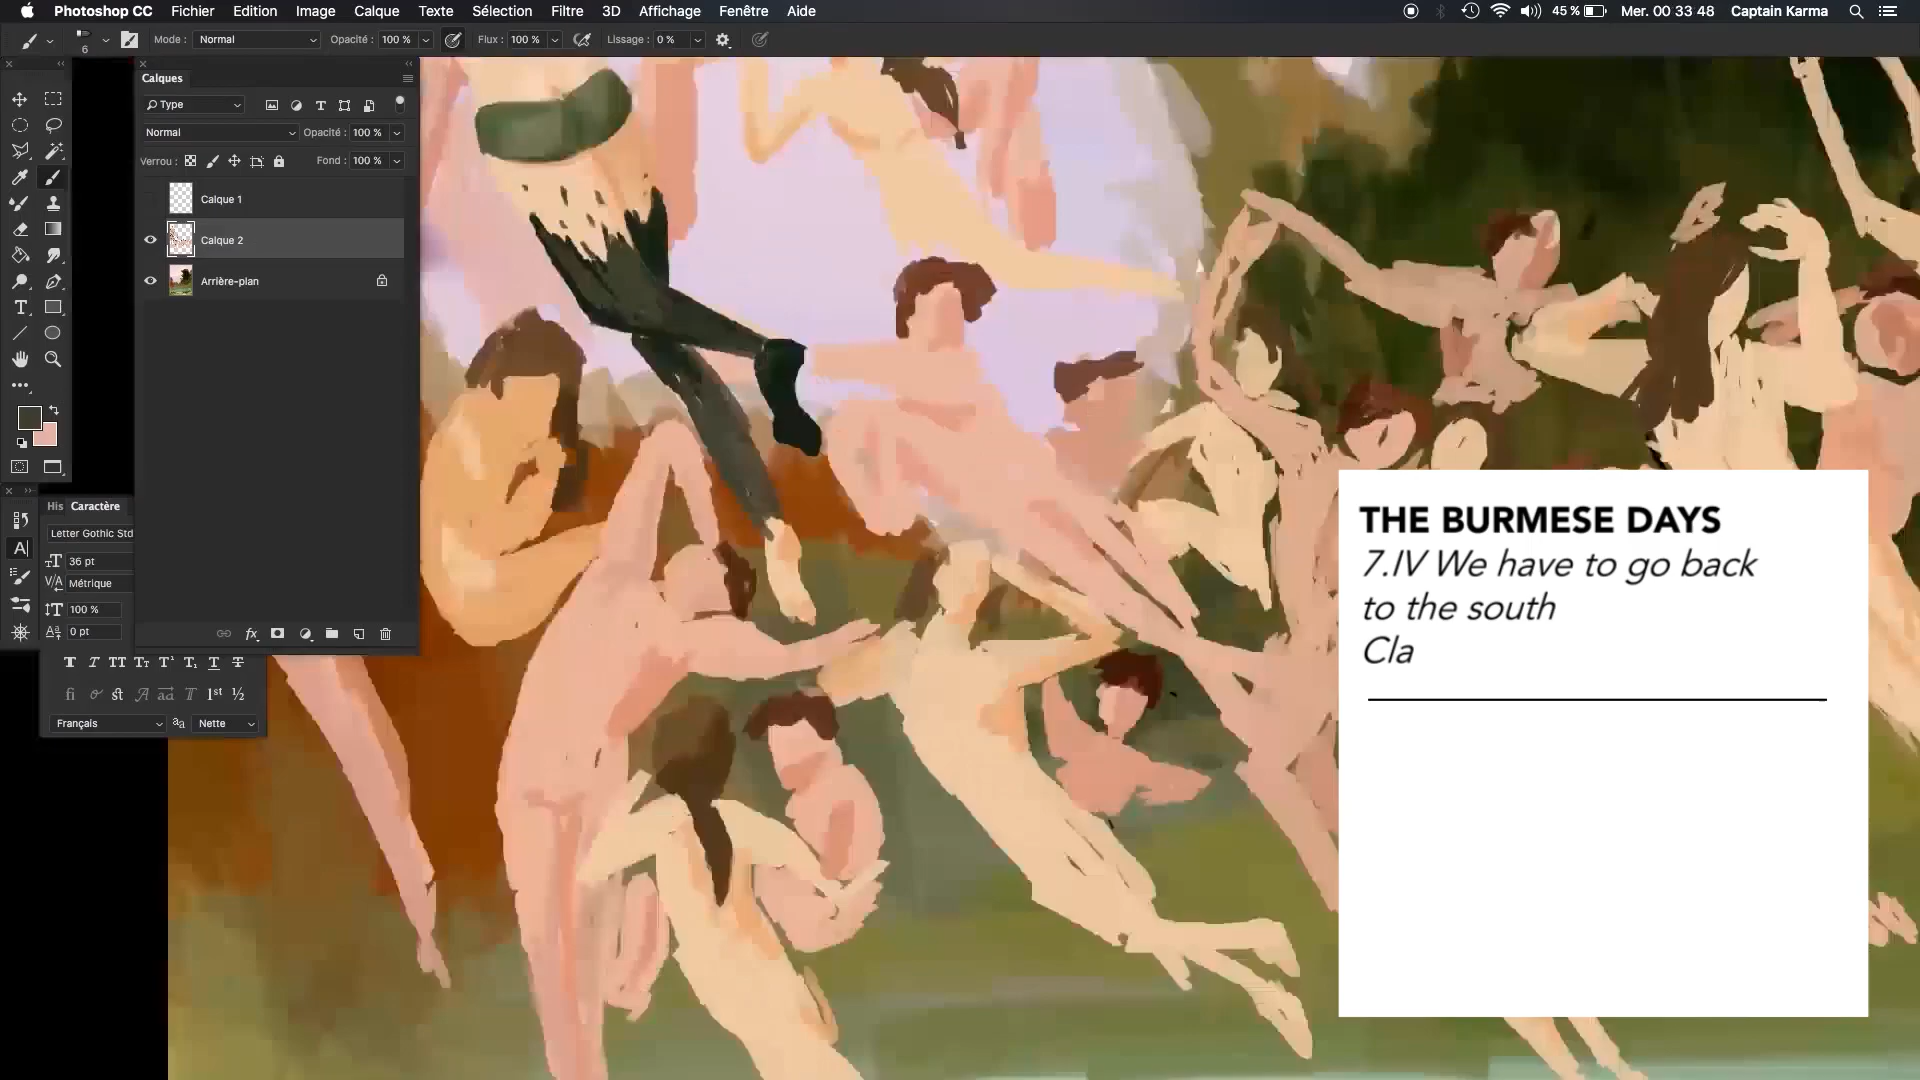 Photoshop CC Fichier Edition Image Calque Texte Sélection Filtre 3D Affichage Fenêtre Aide 45 % Mer. 00 33 48 Captain Karma
6 Mode : Normal Opacité : 100 % Flux : 100 % Lissage : 0 %
Calques
Type
Normal Opacité : 100 %
Verrou : Fond : 100 %
Calque 1
Calque 2
Arrière-plan
fx
His Caractère
Letter Gothic Std
36 pt
Métrique
100 %
0 pt
Français aa Nette
THE BURMESE DAYS
7.IV We have to go back
to the south
Cla